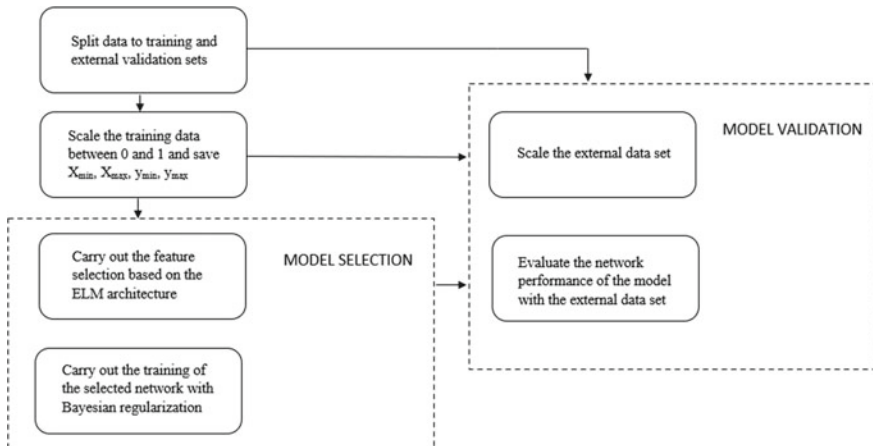 Split data to training and
external validation sets
Scale the training data
between 0 and 1 and save
Xmin, Xmax, ymin, ymax
MODEL VALIDATION
Scale the external data set
MODEL SELECTION
Carry out the feature
selection based on the
ELM architecture
Evaluate the network
performance of the model
with the external data set
Carry out the training of
the selected network with
Bayesian regularization